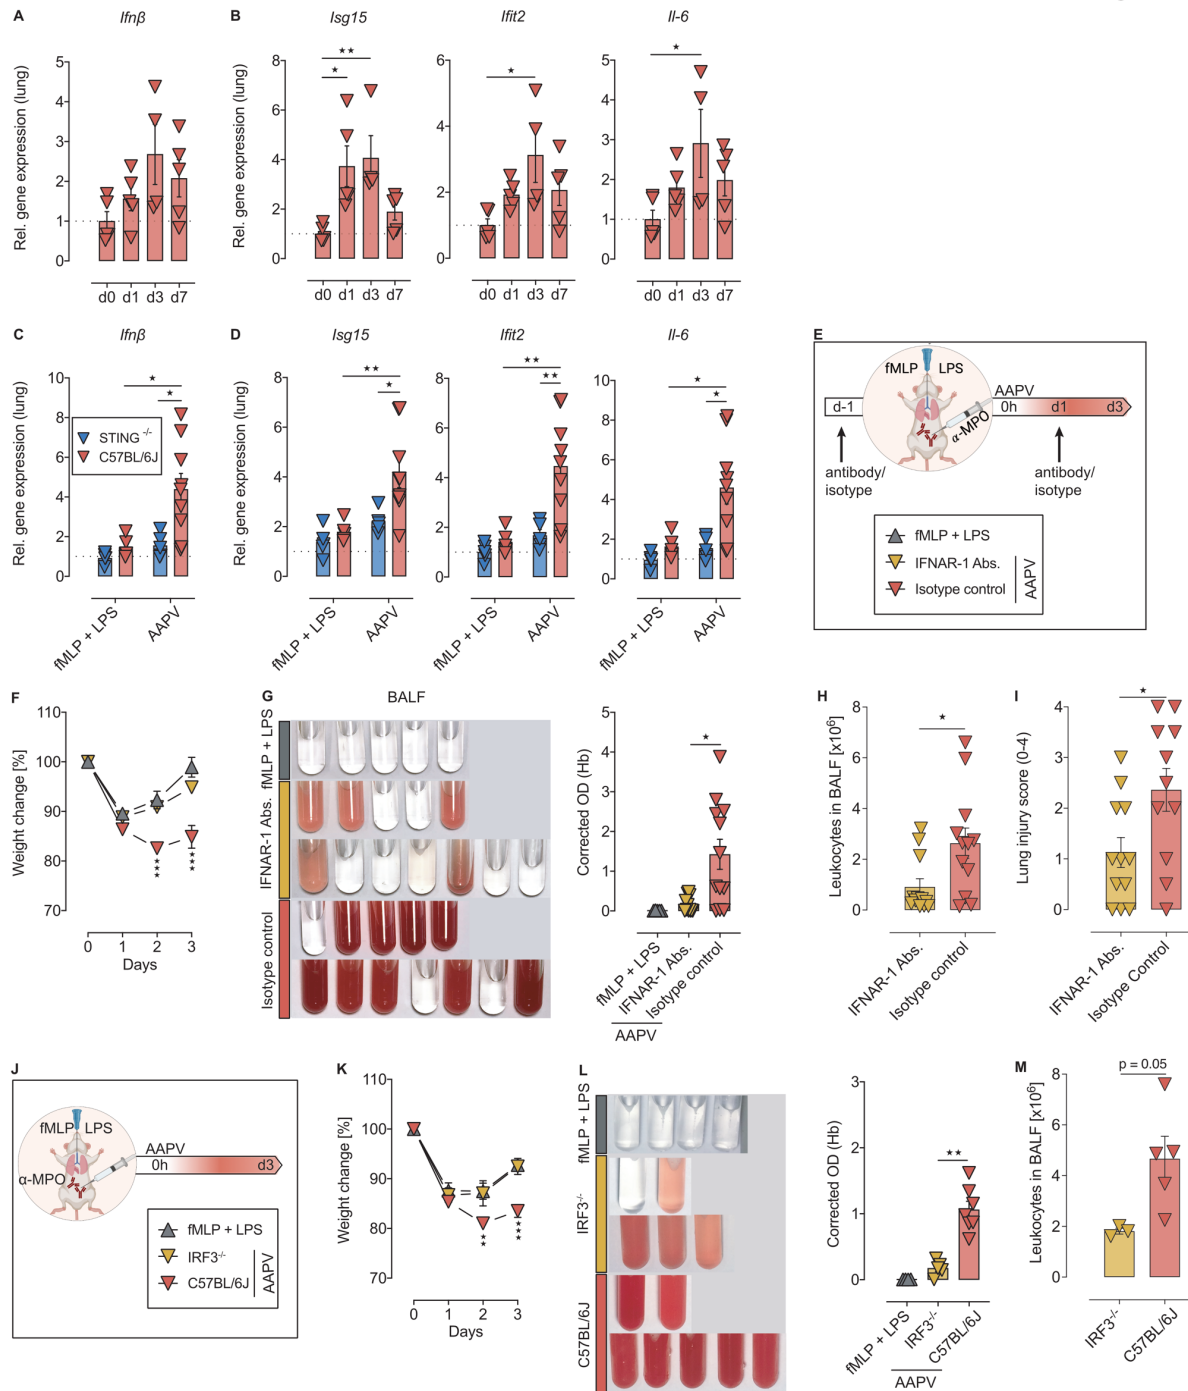 A
Ifnβ
Rel. gene expression (lung)
5
4
3
2
1
0
d0 d1 d3 d7
B
Isg15
Rel. gene expression (lung)
8
6
4
2
0
★
★★
d0 d1 d3 d7
Ifit2
6
4
2
0
★
d0 d1 d3 d7
Il-6
5
4
3
2
1
0
★
d0 d1 d3 d7
C
Ifnβ
Rel. gene expression (lung)
10
8
6
4
2
0
★
★
STING -/-
C57BL/6J
fMLP + LPS
AAPV
D
Isg15
Rel. gene expression (lung)
8
6
4
2
0
★★
★
fMLP + LPS
AAPV
Ifit2
8
6
4
2
0
★★
★★
fMLP + LPS
AAPV
Il-6
10
8
6
4
2
0
★
★
fMLP + LPS
AAPV
E
fMLP LPS
α-MPO
AAPV
d-1
0h d1 d3
antibody/
isotype
antibody/
isotype
fMLP + LPS
IFNAR-1 Abs.
Isotype control
AAPV
F
Weight change [%]
110
100
90
80
70
★★★
★★★
0 1 2 3
Days
G
BALF
fMLP + LPS
IFNAR-1 Abs.
Isotype control
Corrected OD (Hb)
5
4
3
2
1
0
★
fMLP + LPS
IFNAR-1 Abs.
Isotype control
AAPV
H
Leukocytes in BALF [x10⁶]
8
6
4
2
0
★
IFNAR-1 Abs.
Isotype control
I
Lung injury score (0-4)
4
3
2
1
0
★
IFNAR-1 Abs.
Isotype Control
J
fMLP LPS
α-MPO
AAPV
0h d3
fMLP + LPS
IRF3-/-
C57BL/6J
AAPV
K
Weight change [%]
110
100
90
80
70
★★
★★★
0 1 2 3
Days
L
fMLP + LPS
IRF3-/-
C57BL/6J
Corrected OD (Hb)
3
2
1
0
★★
fMLP + LPS
IRF3-/-
C57BL/6J
AAPV
M
Leukocytes in BALF [x10⁶]
8
6
4
2
0
p = 0.05
IRF3-/-
C57BL/6J